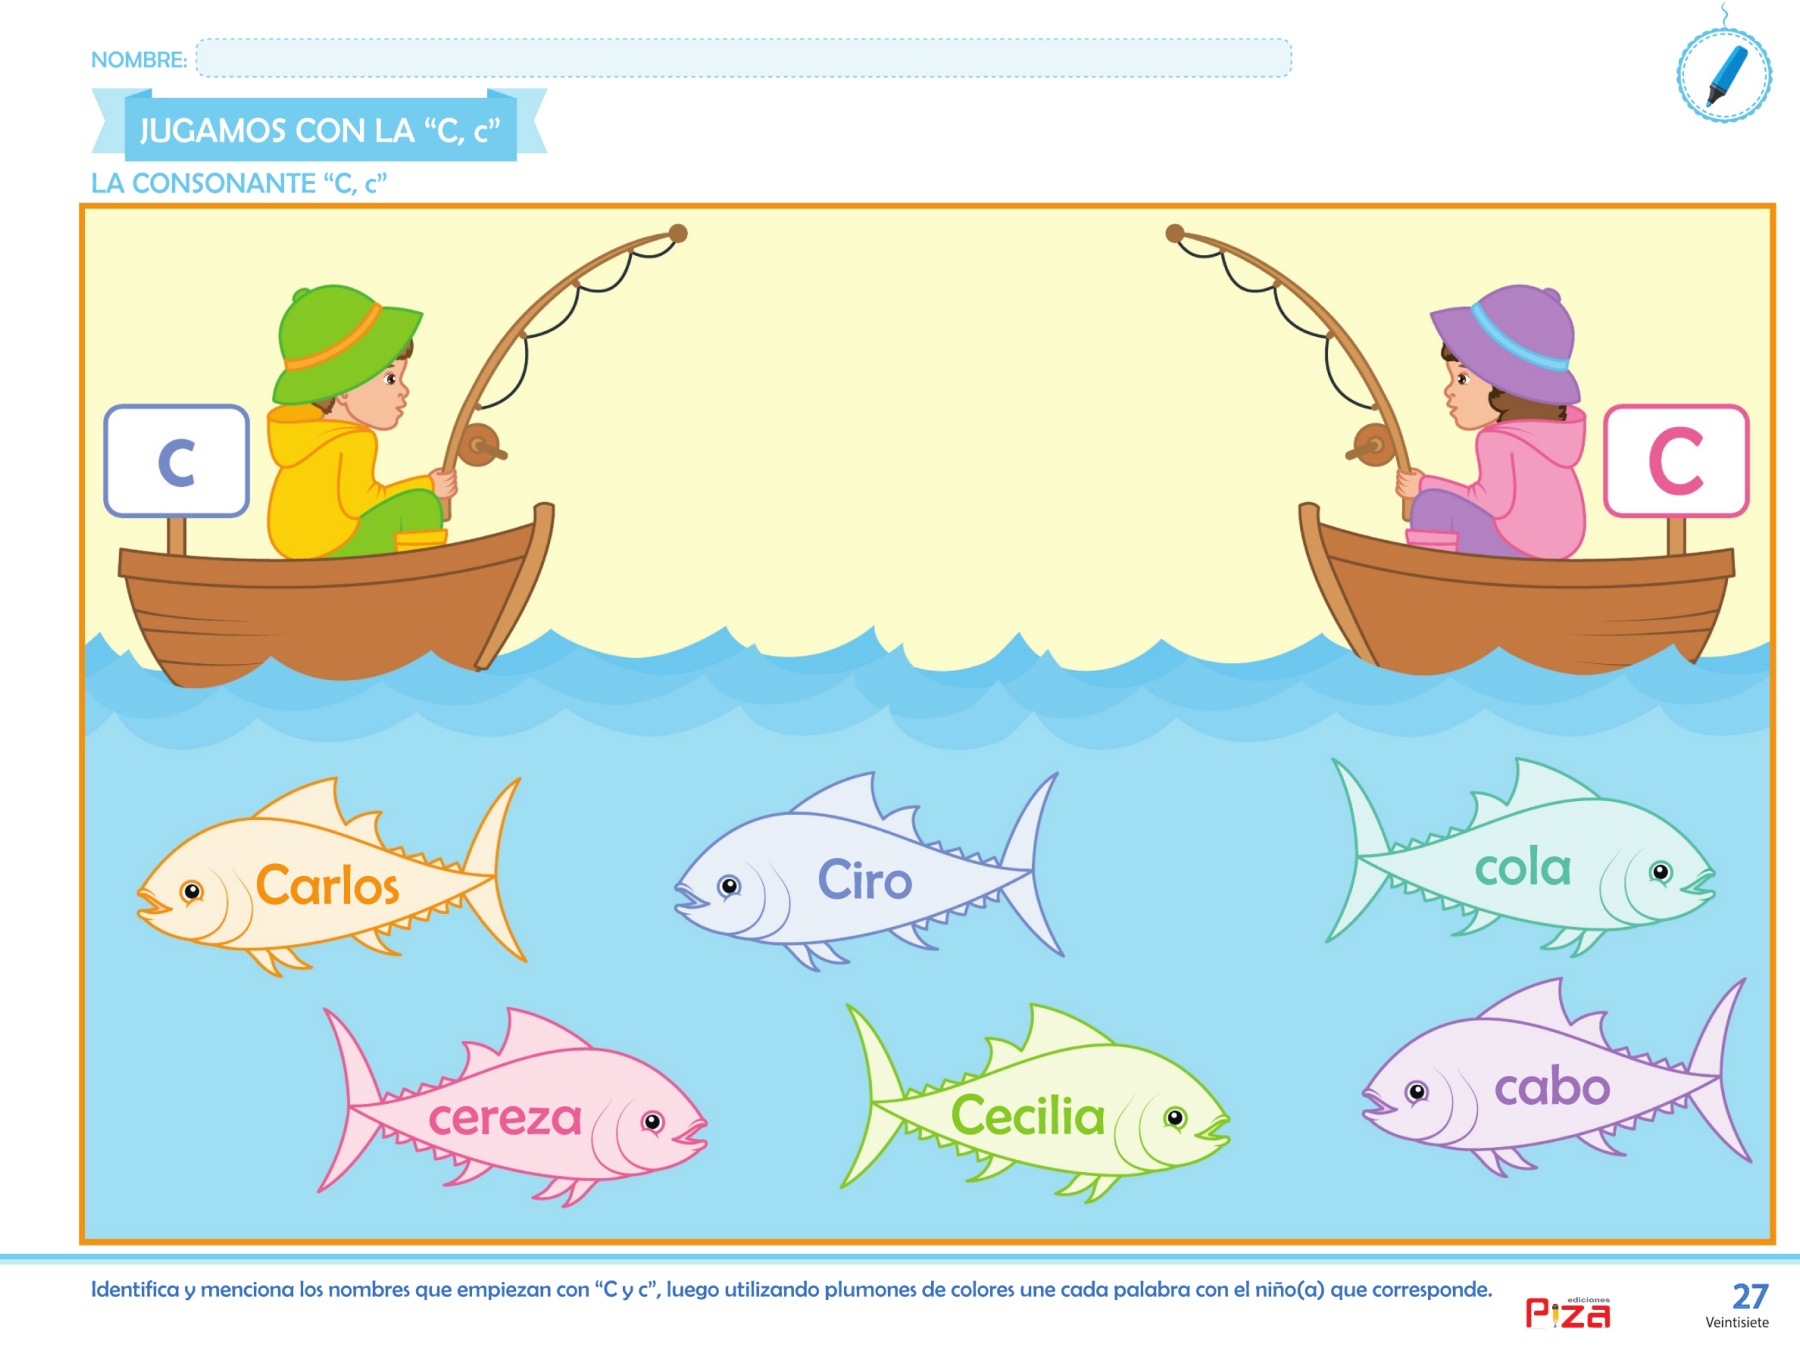 NOMBRE:
JUGAMOS CON LA “C, c”
LA CONSONANTE “C, c”
c
C
Carlos
Ciro
cola
cereza
Cecilia
cabo
Identifica y menciona los nombres que empiezan con “C y c”, luego utilizando plumones de colores une cada palabra con el niño(a) que corresponde.
ediciones
Piza
27
Veintisiete